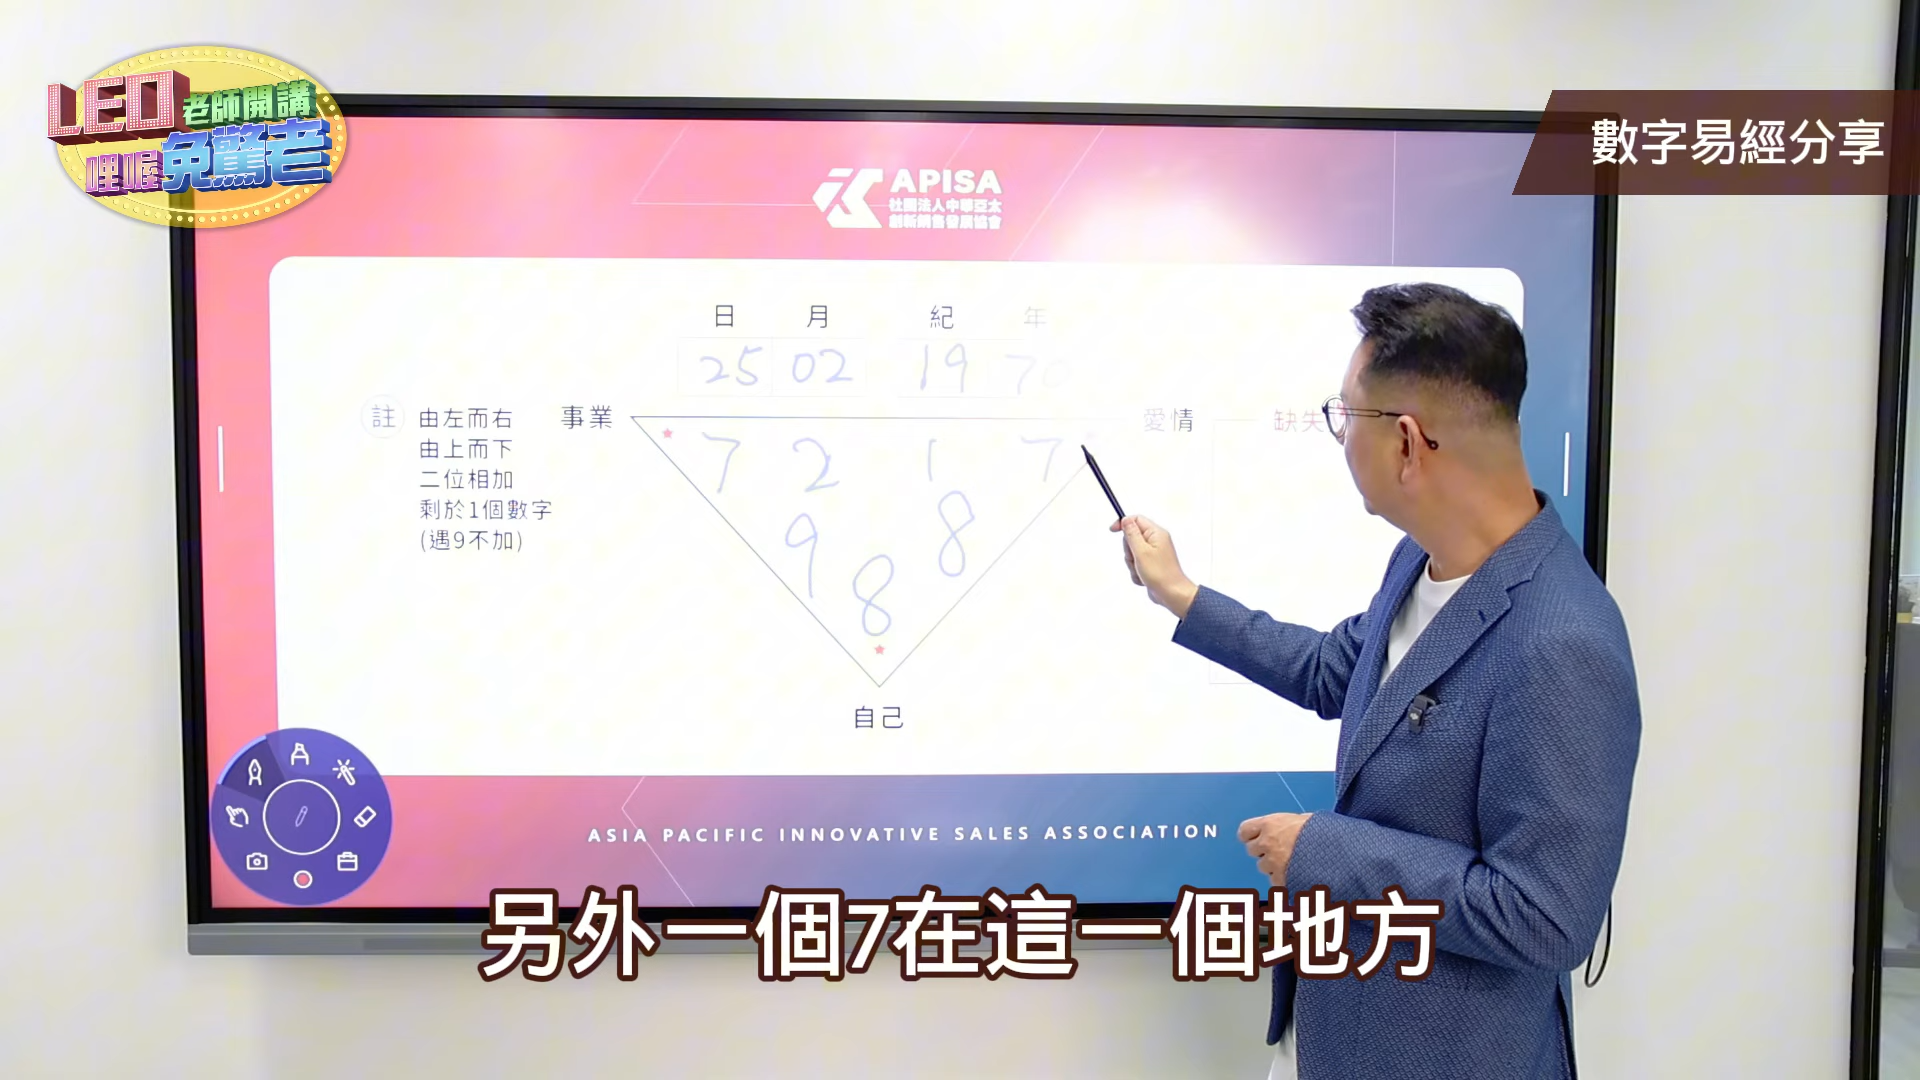 LEO老師開講
哩喔免驚老
數字易經分享
APISA
社團法人中華亞太
創新銷售發展協會
日 月 紀 年
25 02 19 70
註
由左而右
由上而下
二位相加
剩於1個數字
(遇9不加)
事業
愛情
缺失
7 2 1 7
9 8
8
自己
ASIA PACIFIC INNOVATIVE SALES ASSOCIATION
另外一個7在這一個地方